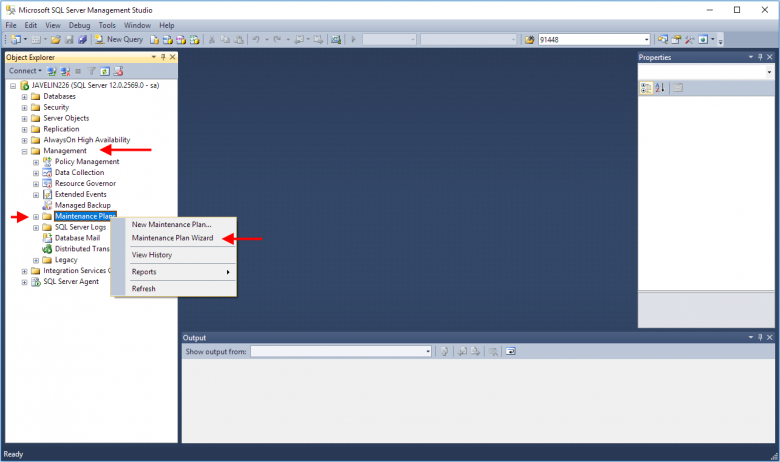 Microsoft SQL Server Management Studio
File Edit View Debug Tools Window Help
New Query
91448
Object Explorer
Connect
JAVELIN226 (SQL Server 12.0.2569.0 - sa)
Databases
Security
Server Objects
Replication
AlwaysOn High Availability
Management
Policy Management
Data Collection
Resource Governor
Extended Events
Managed Backup
Maintenance Plans
SQL Server Logs
Database Mail
Distributed Trans
Legacy
Integration Services C
SQL Server Agent
New Maintenance Plan...
Maintenance Plan Wizard
View History
Reports
Refresh
Properties
Output
Show output from:
Ready